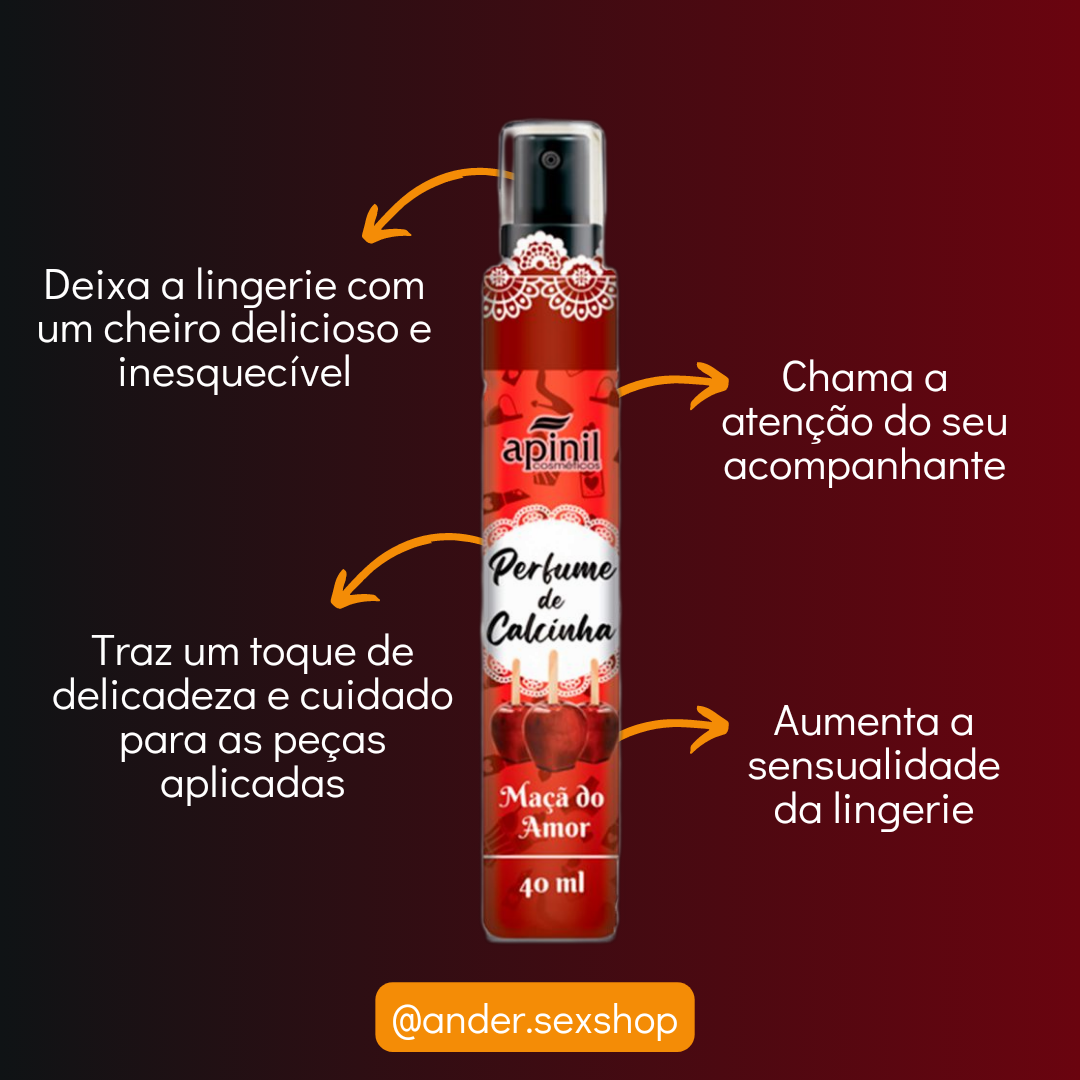 Deixa a lingerie com
um cheiro delicioso e
inesquecível
Chama a
atenção do seu
acompanhante
apinil
cosméticos
Perfume
de
Calcinha
Traz um toque de
delicadeza e cuidado
para as peças
aplicadas
Aumenta a
sensualidade
da lingerie
Maçã do
Amor
40 ml
@ander.sexshop